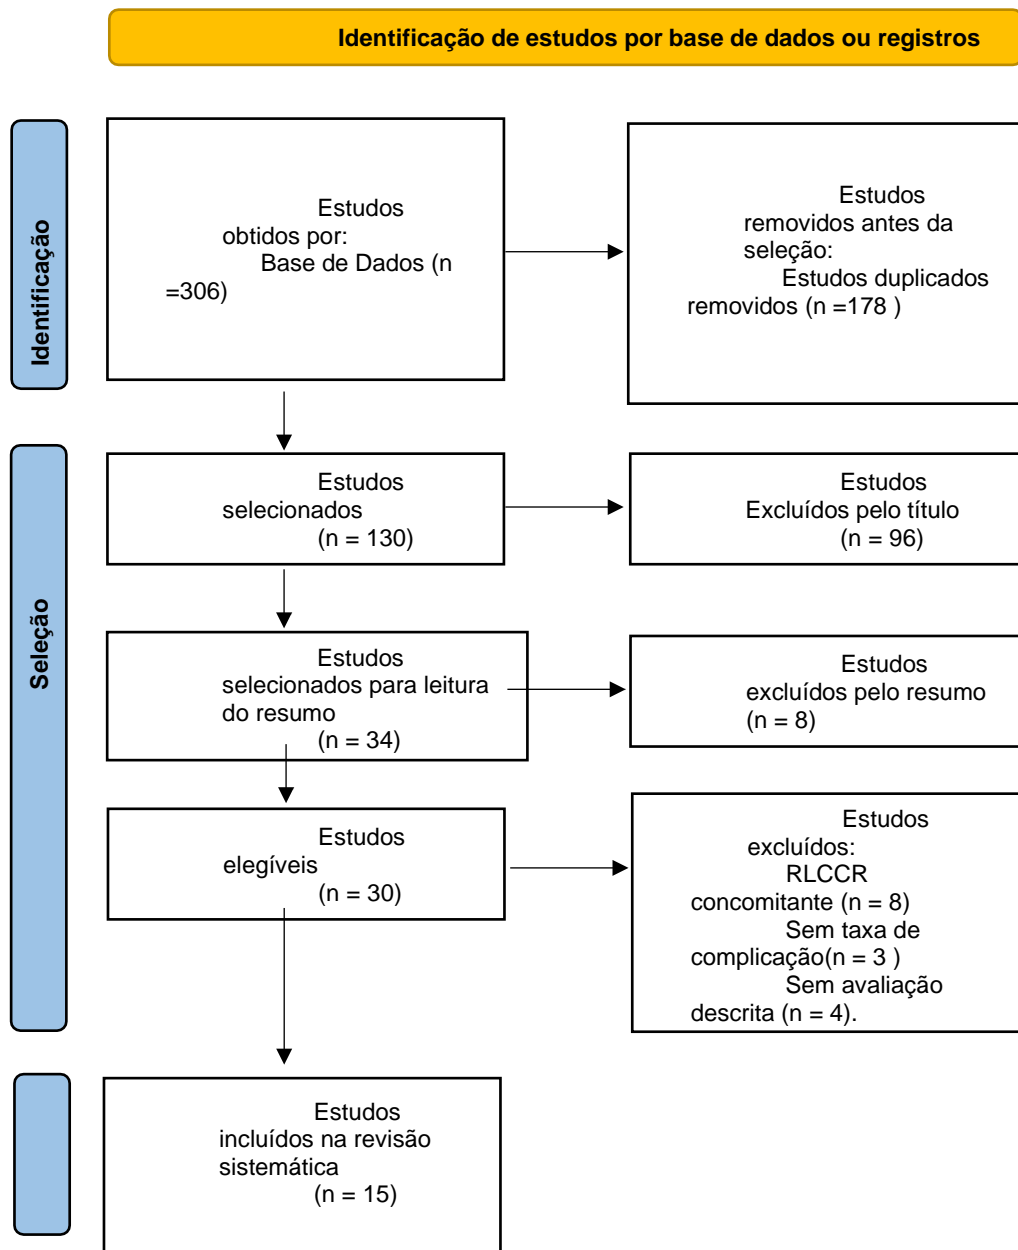 Identificação de estudos por base de dados ou registros
Identificação
Estudos
obtidos por:
Base de Dados (n
=306)
Estudos
removidos antes da
seleção:
Estudos duplicados
removidos (n =178 )
Seleção
Estudos
selecionados
(n = 130)
Estudos
Excluídos pelo título
(n = 96)
Estudos
selecionados para leitura
do resumo
(n = 34)
Estudos
excluídos pelo resumo
(n = 8)
Estudos
elegíveis
(n = 30)
Estudos
excluídos:
RLCCR
concomitante (n = 8)
Sem taxa de
complicação(n = 3 )
Sem avaliação
descrita (n = 4).
Estudos
incluídos na revisão
sistemática
(n = 15)